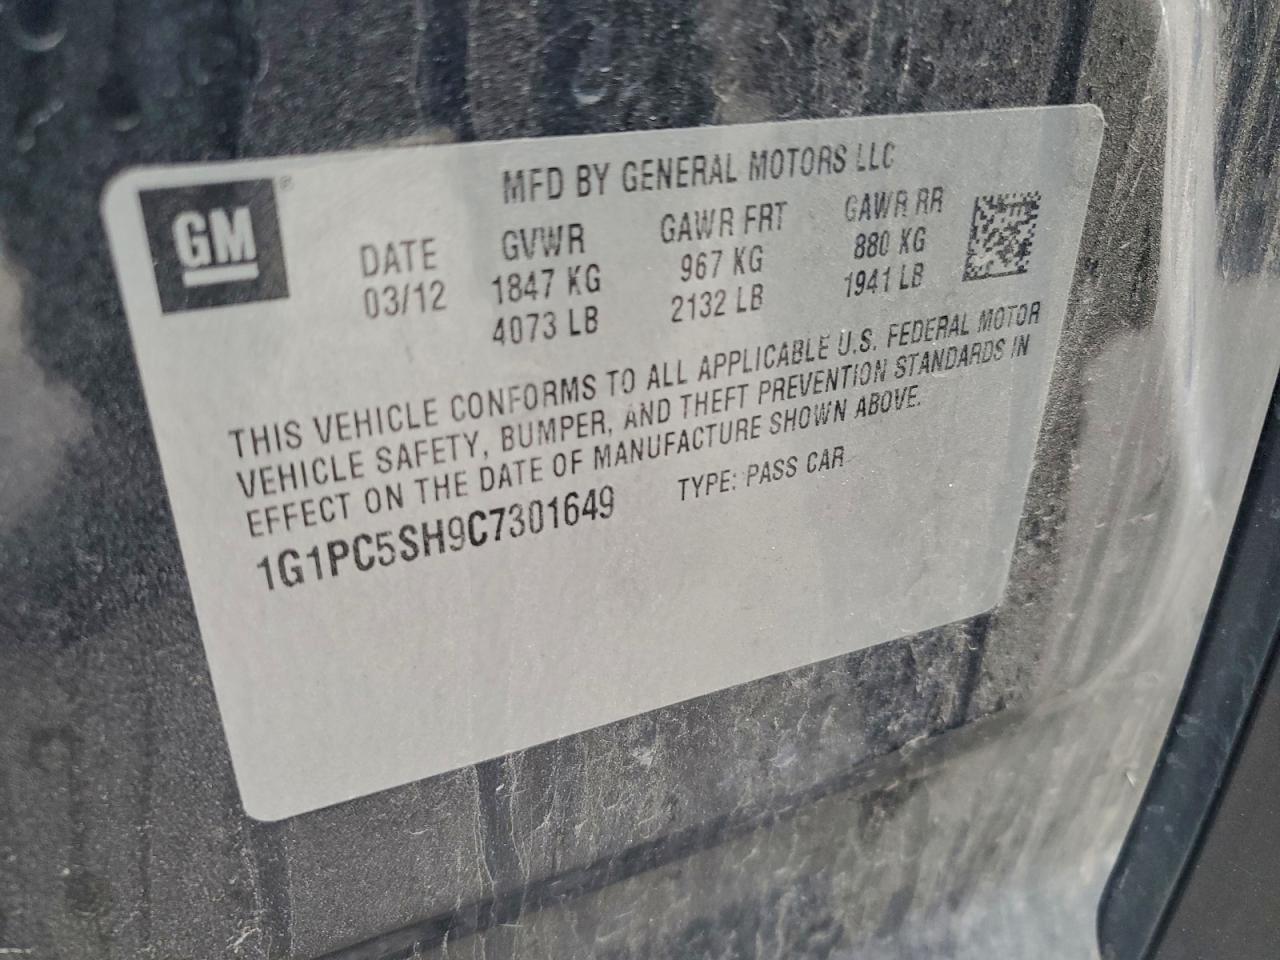 GM
MFD BY GENERAL MOTORS LLC
DATE GVWR GAWR FRT GAWR RR
03/12 1847 KG 967 KG 880 KG
4073 LB 2132 LB 1941 LB
THIS VEHICLE CONFORMS TO ALL APPLICABLE U.S. FEDERAL MOTOR
VEHICLE SAFETY, BUMPER, AND THEFT PREVENTION STANDARDS IN
EFFECT ON THE DATE OF MANUFACTURE SHOWN ABOVE.
1G1PC5SH9C7301649 TYPE: PASS CAR